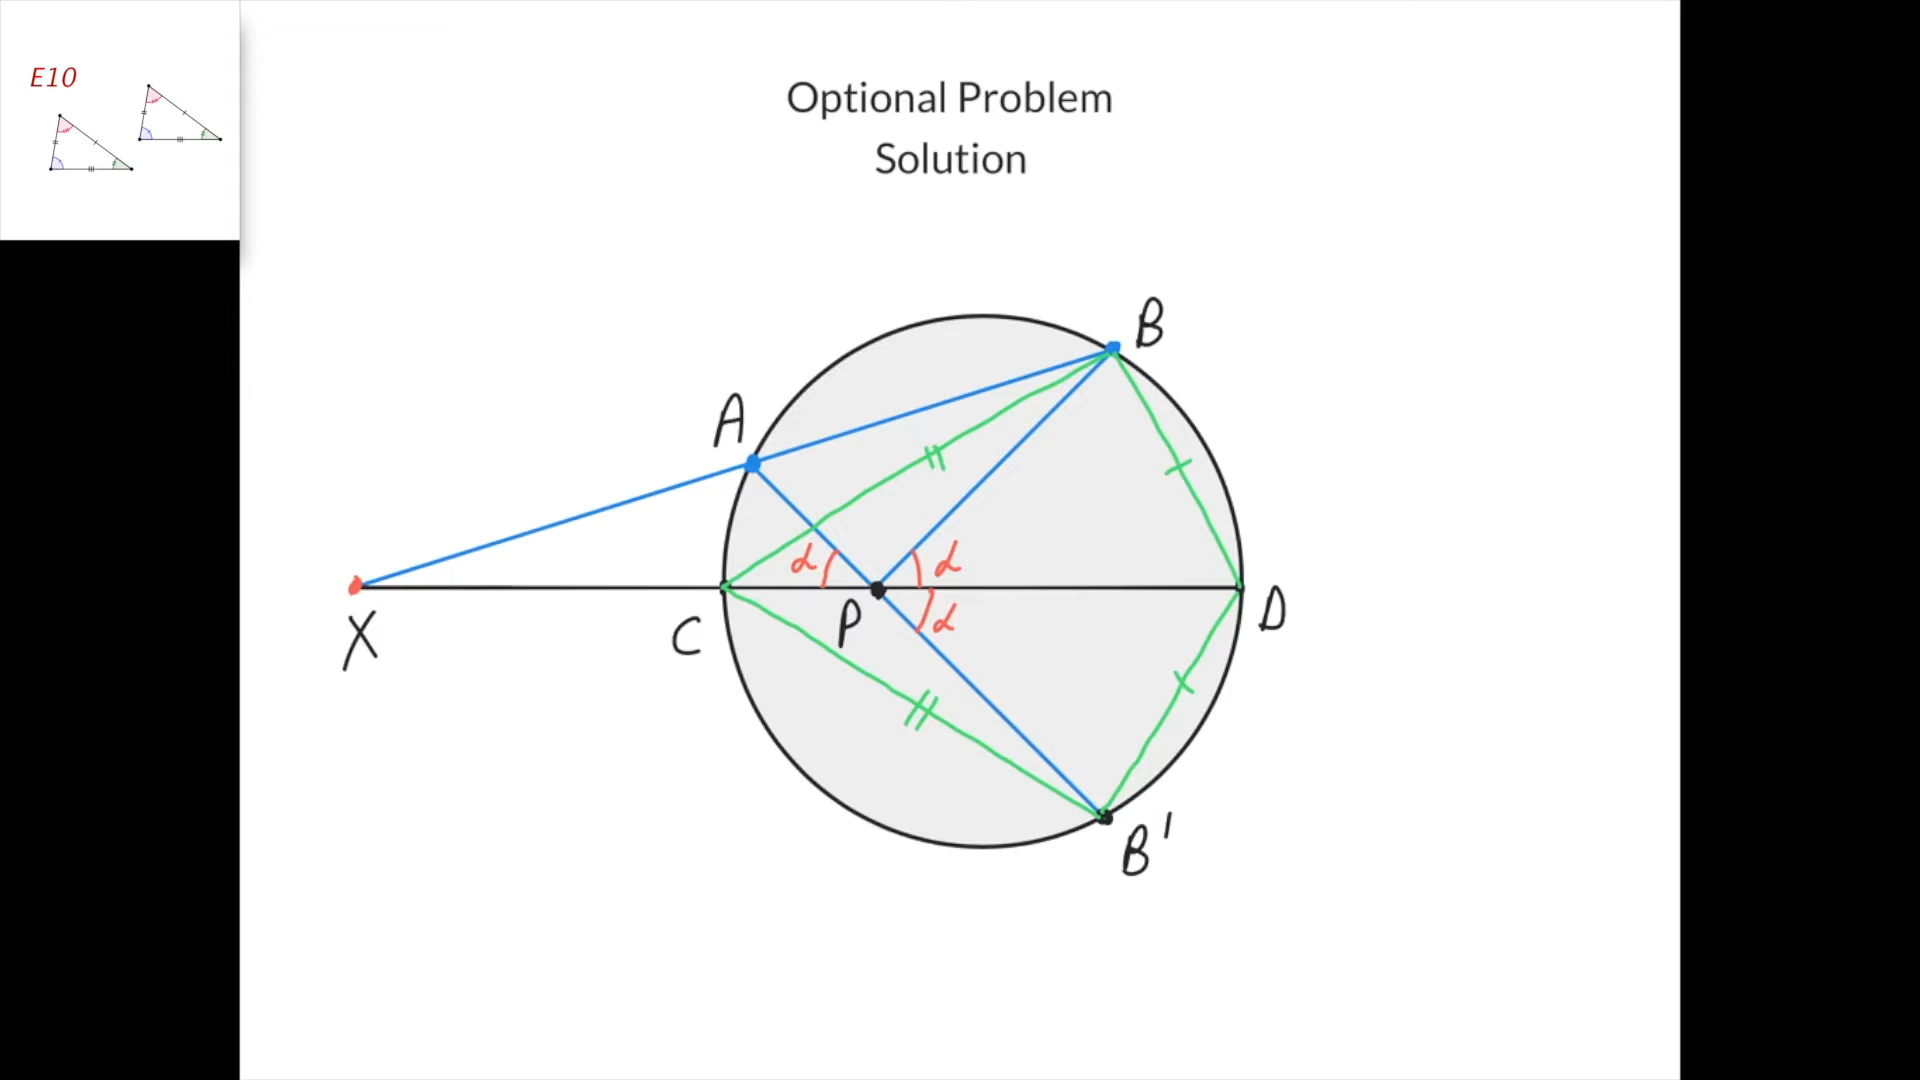 E10
Optional Problem
Solution
B
A
α
α
X
C
P
α
D
B'